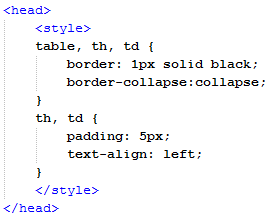 <head>
<style>
table, th, td {
border: 1px solid black;
border-collapse:collapse;
}
th, td {
padding: 5px;
text-align: left;
}
</style>
</head>